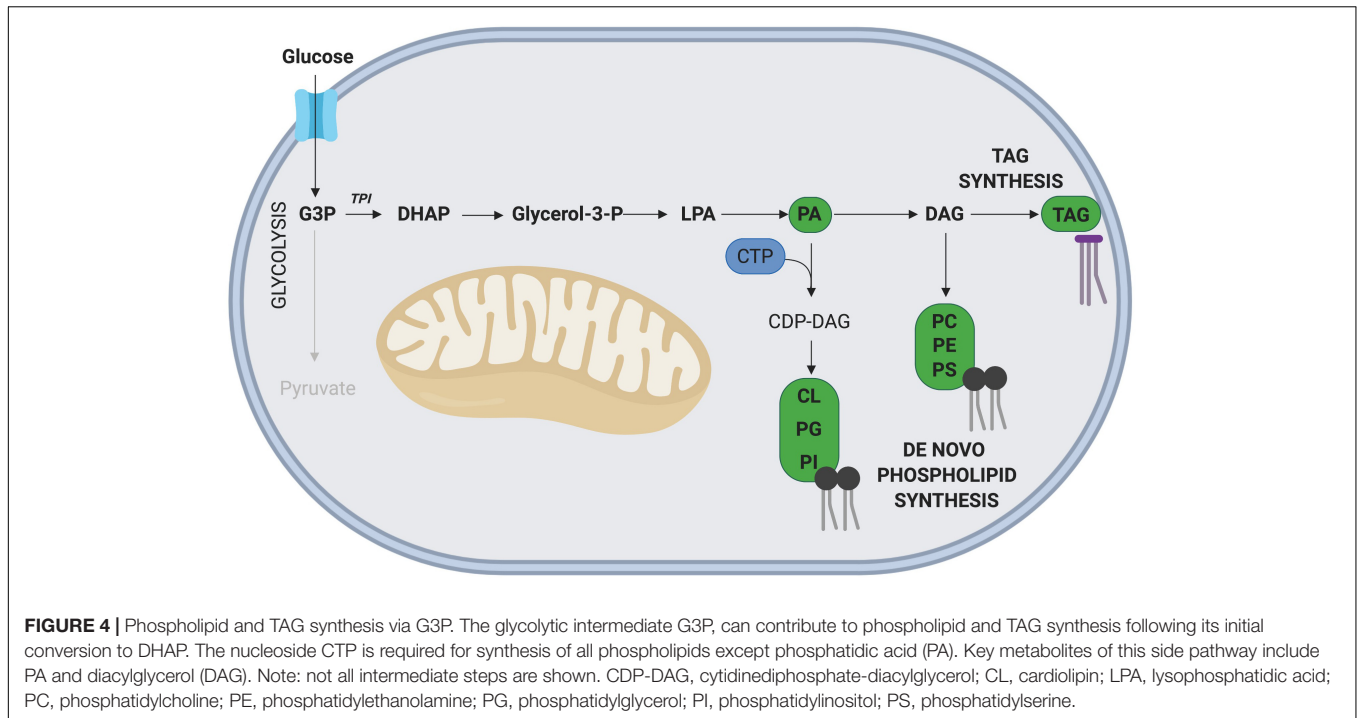 Glucose
GLYCOLYSIS
G3P
TPI
DHAP
Glycerol-3-P
LPA
PA
DAG
TAG
SYNTHESIS
TAG
CTP
CDP-DAG
Pyruvate
PC
PE
PS
CL
PG
PI
DE NOVO
PHOSPHOLIPID
SYNTHESIS
FIGURE 4 | Phospholipid and TAG synthesis via G3P. The glycolytic intermediate G3P, can contribute to phospholipid and TAG synthesis following its initial
conversion to DHAP. The nucleoside CTP is required for synthesis of all phospholipids except phosphatidic acid (PA). Key metabolites of this side pathway include
PA and diacylglycerol (DAG). Note: not all intermediate steps are shown. CDP-DAG, cytidinediphosphate-diacylglycerol; CL, cardiolipin; LPA, lysophosphatidic acid;
PC, phosphatidylcholine; PE, phosphatidylethanolamine; PG, phosphatidylglycerol; PI, phosphatidylinositol; PS, phosphatidylserine.